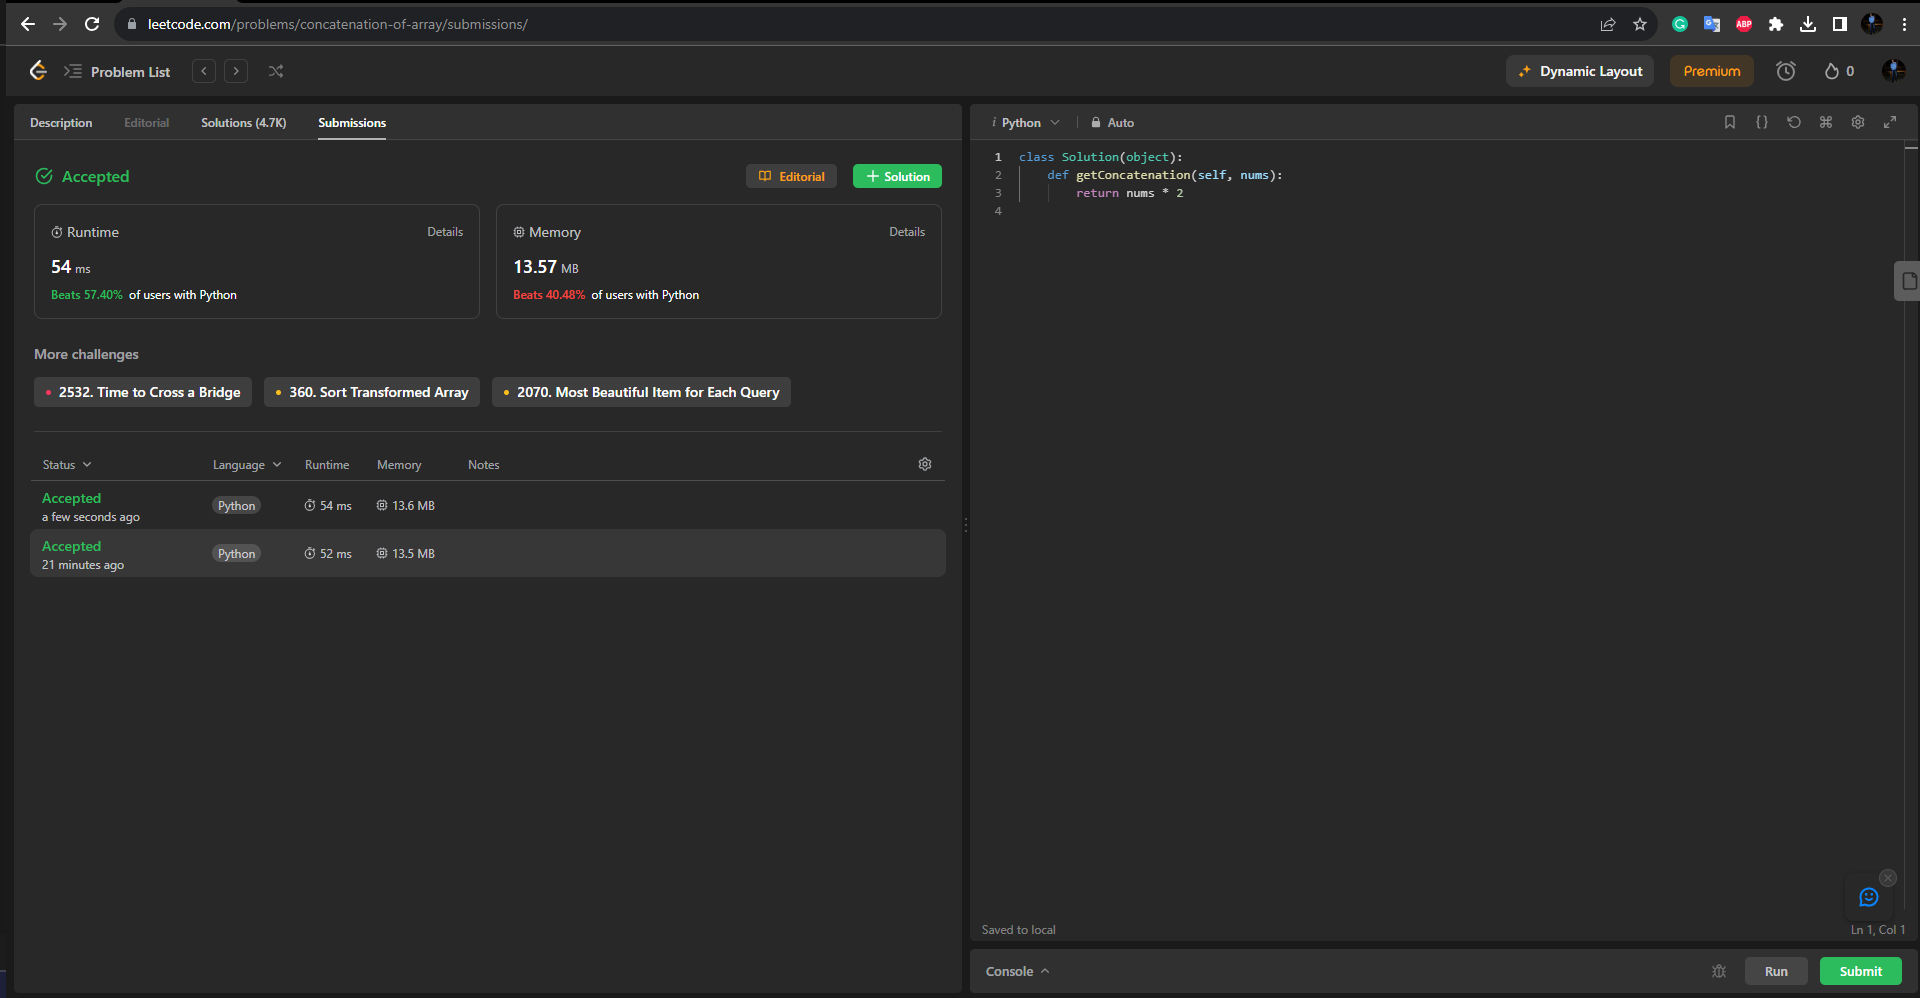 leetcode.com/problems/concatenation-of-array/submissions/
ABP
Problem List
Dynamic Layout
Premium
0
Description Editorial Solutions (4.7K) Submissions
Accepted
Editorial
+ Solution
Runtime Details
54 ms
Beats 57.40% of users with Python
Memory Details
13.57 MB
Beats 40.48% of users with Python
More challenges
2532. Time to Cross a Bridge
360. Sort Transformed Array
2070. Most Beautiful Item for Each Query
Status Language Runtime Memory Notes
Accepted
a few seconds ago
Python 54 ms 13.6 MB
Accepted
21 minutes ago
Python 52 ms 13.5 MB
i Python Auto
{}
1 class Solution(object):
2 def getConcatenation(self, nums):
3 return nums * 2
4
Saved to local
Ln 1, Col 1
Console
Run
Submit